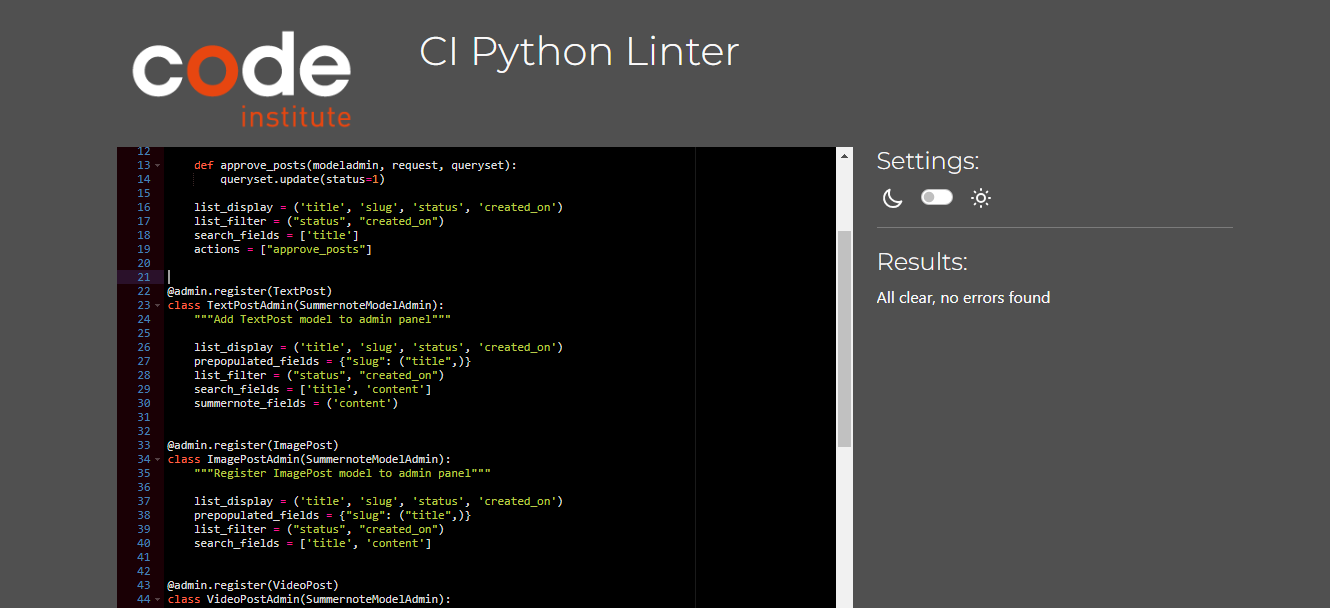 code
institute
CI Python Linter
12
13 def approve_posts(modeladmin, request, queryset):
14 queryset.update(status=1)
15
16 list_display = ('title', 'slug', 'status', 'created_on')
17 list_filter = ("status", "created_on")
18 search_fields = ['title']
19 actions = ["approve_posts"]
20
21
22 @admin.register(TextPost)
23 class TextPostAdmin(SummernoteModelAdmin):
24 """Add TextPost model to admin panel"""
25
26 list_display = ('title', 'slug', 'status', 'created_on')
27 prepopulated_fields = {"slug": ("title",)}
28 list_filter = ("status", "created_on")
29 search_fields = ['title', 'content']
30 summernote_fields = ('content')
31
32
33 @admin.register(ImagePost)
34 class ImagePostAdmin(SummernoteModelAdmin):
35 """Register ImagePost model to admin panel"""
36
37 list_display = ('title', 'slug', 'status', 'created_on')
38 prepopulated_fields = {"slug": ("title",)}
39 list_filter = ("status", "created_on")
40 search_fields = ['title', 'content']
41
42
43 @admin.register(VideoPost)
44 class VideoPostAdmin(SummernoteModelAdmin):
Settings:
Results:
All clear, no errors found